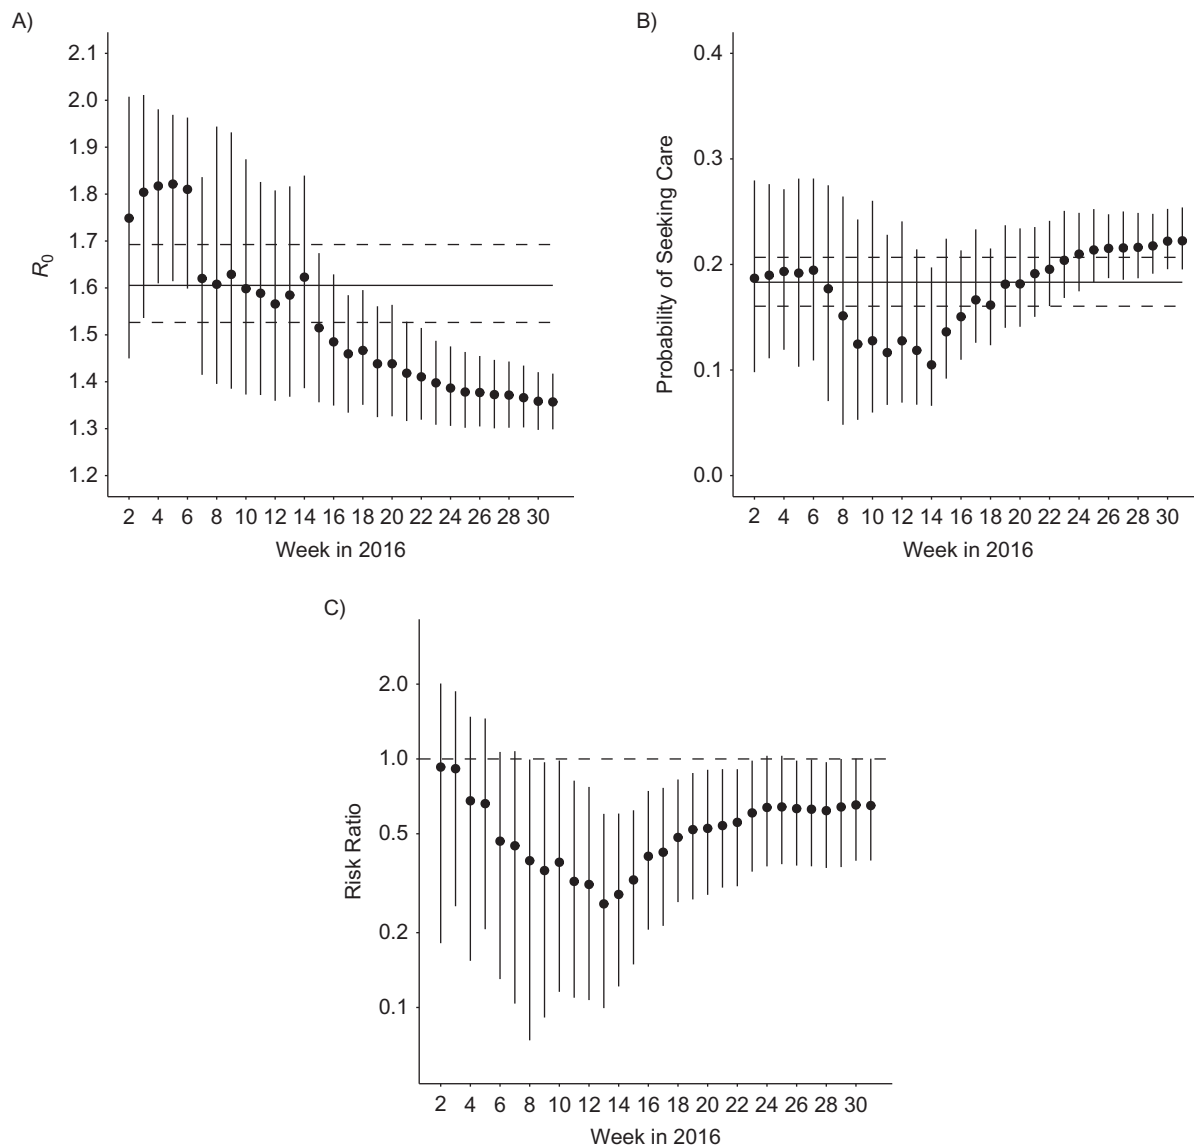 A)
2.1
2.0
1.9
1.8
1.7
1.6
1.5
1.4
1.3
1.2
R0
2 4 6 8 10 12 14 16 18 20 22 24 26 28 30
Week in 2016
B)
0.4
0.3
0.2
0.1
0.0
Probability of Seeking Care
2 4 6 8 10 12 14 16 18 20 22 24 26 28 30
Week in 2016
C)
2.0
1.0
0.5
0.2
0.1
Risk Ratio
2 4 6 8 10 12 14 16 18 20 22 24 26 28 30
Week in 2016